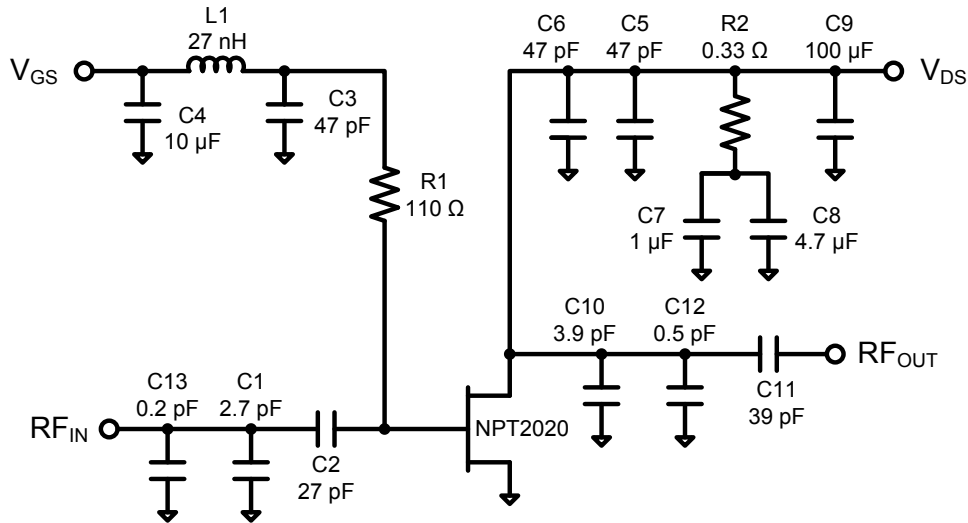 L1
27 nH
C6
47 pF
C5
47 pF
R2
0.33 Ω
C9
100 µF
VGS
VDS
C4
10 µF
C3
47 pF
R1
110 Ω
C7
1 µF
C8
4.7 µF
C10
3.9 pF
C12
0.5 pF
RFOUT
C11
39 pF
C13
0.2 pF
C1
2.7 pF
RFIN
C2
27 pF
NPT2020